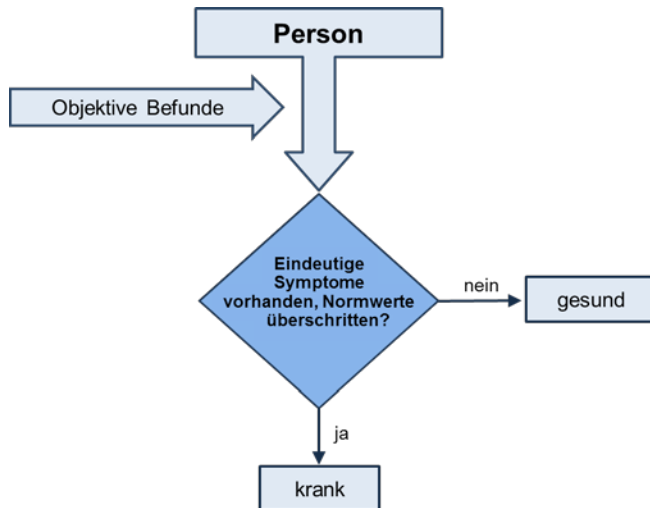 Person
Objektive Befunde
Eindeutige
Symptome
vorhanden, Normwerte
überschritten?
nein
gesund
ja
krank